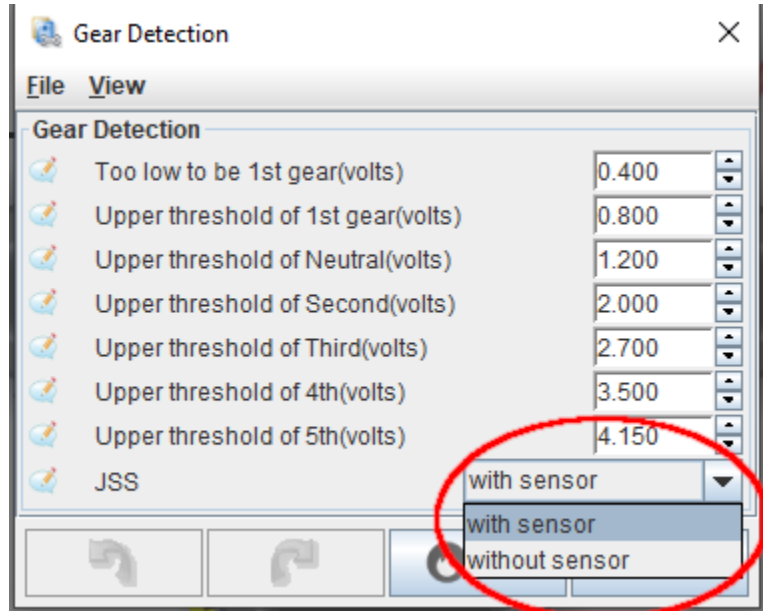 Gear Detection
File View
Gear Detection
Too low to be 1st gear(volts) 0.400
Upper threshold of 1st gear(volts) 0.800
Upper threshold of Neutral(volts) 1.200
Upper threshold of Second(volts) 2.000
Upper threshold of Third(volts) 2.700
Upper threshold of 4th(volts) 3.500
Upper threshold of 5th(volts) 4.150
JSS with sensor
with sensor
without sensor